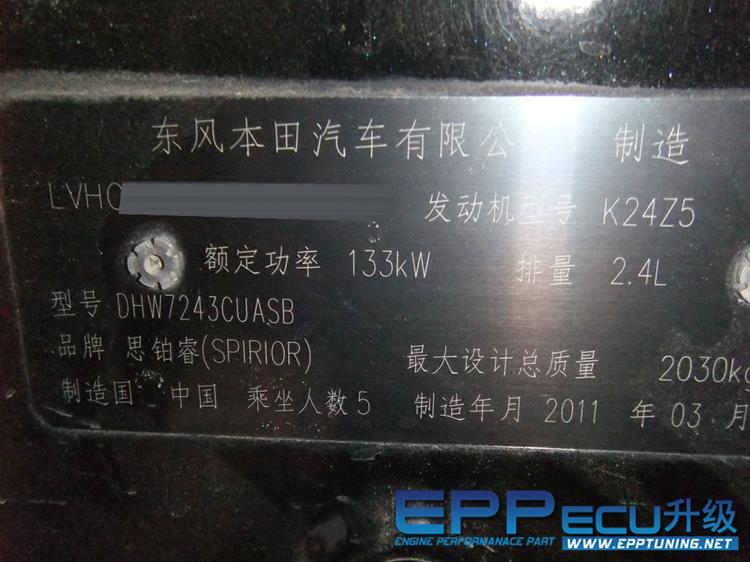 东风本田汽车有限公 制造
LVHC 发动机型号 K24Z5
额定功率 133kW 排量 2.4L
型号 DHW7243CUASB
品牌 思铂睿(SPIRIOR) 最大设计总质量 2030kg
制造国 中国 乘坐人数 5 制造年月 2011 年 03 月
EPP ECU升级
ENGINE PERFORMANACE PART WWW.EPPTUNING.NET